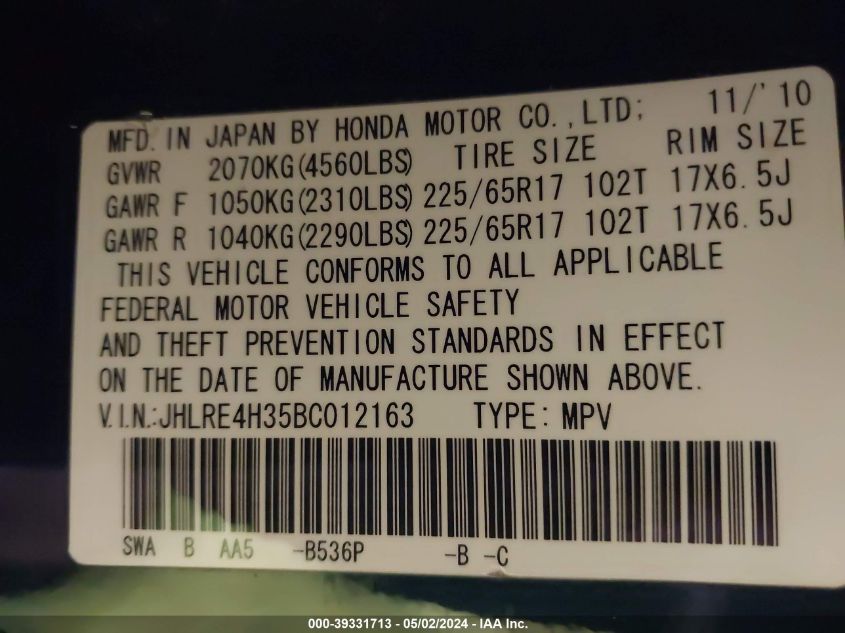 MFD. IN JAPAN BY HONDA MOTOR CO.,LTD; 11/'10
GVWR 2070KG(4560LBS) TIRE SIZE RIM SIZE
GAWR F 1050KG(2310LBS) 225/65R17 102T 17X6.5J
GAWR R 1040KG(2290LBS) 225/65R17 102T 17X6.5J
THIS VEHICLE CONFORMS TO ALL APPLICABLE
FEDERAL MOTOR VEHICLE SAFETY
AND THEFT PREVENTION STANDARDS IN EFFECT
ON THE DATE OF MANUFACTURE SHOWN ABOVE.
V.I.N.:JHLRE4H35BC012163 TYPE: MPV
SWA B AA5 -B536P -B -C
000-39331713 - 05/02/2024 - IAA Inc.